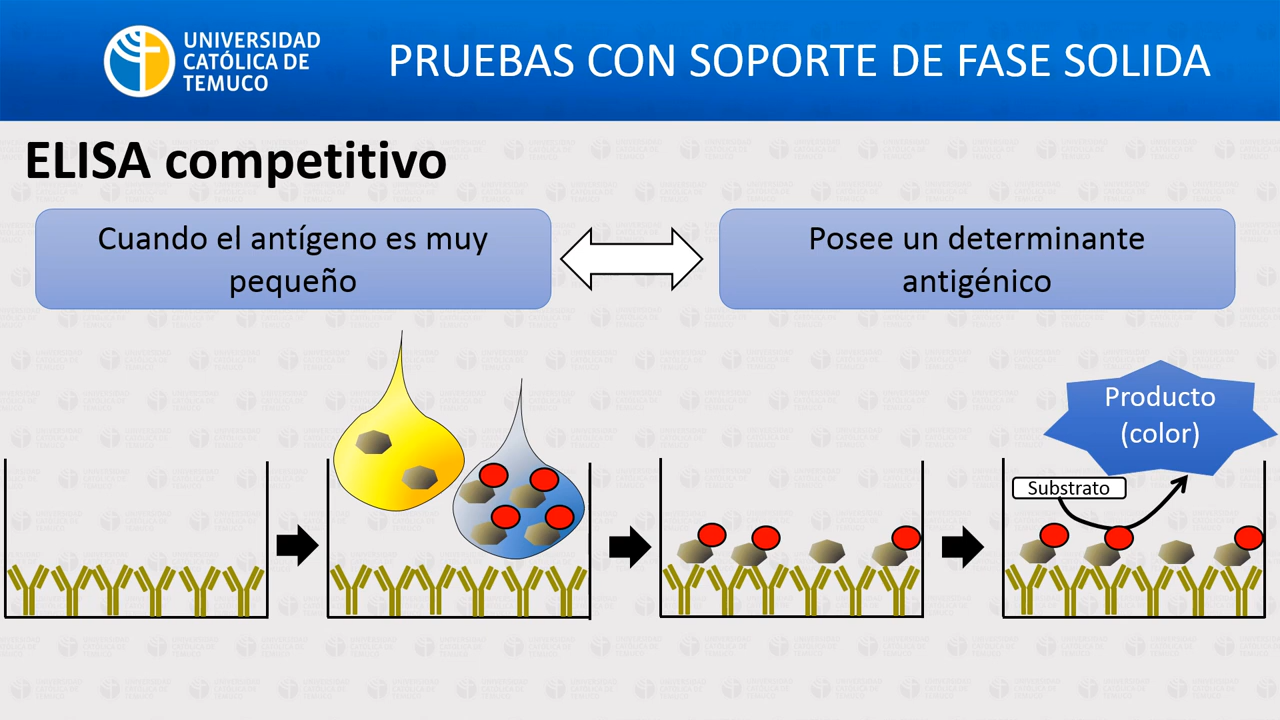 UNIVERSIDAD
CATÓLICA DE
TEMUCO
PRUEBAS CON SOPORTE DE FASE SOLIDA
ELISA competitivo
Cuando el antígeno es muy
pequeño
Posee un determinante
antigénico
Producto
(color)
Substrato